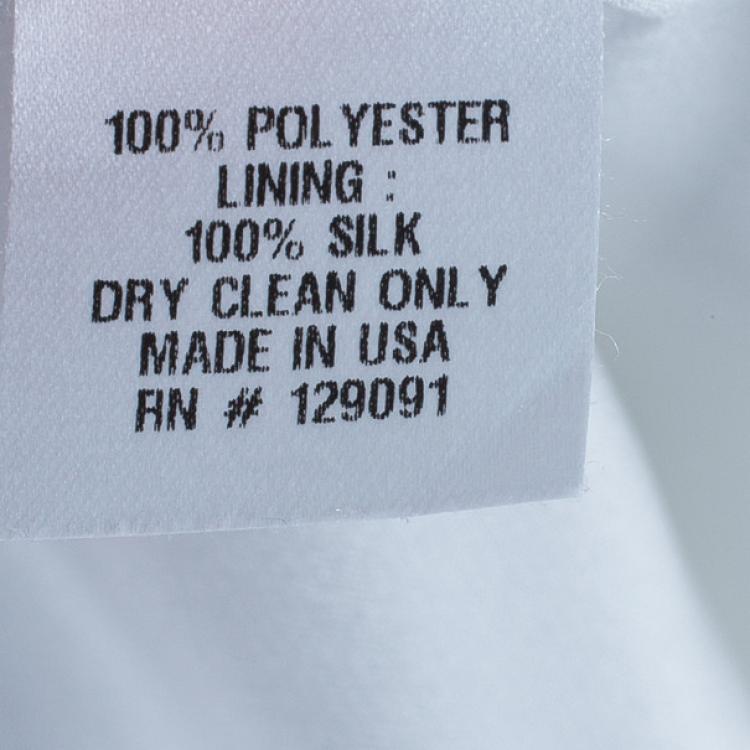 100% POLYESTER
LINING :
100% SILK
DRY CLEAN ONLY
MADE IN USA
RN # 129091